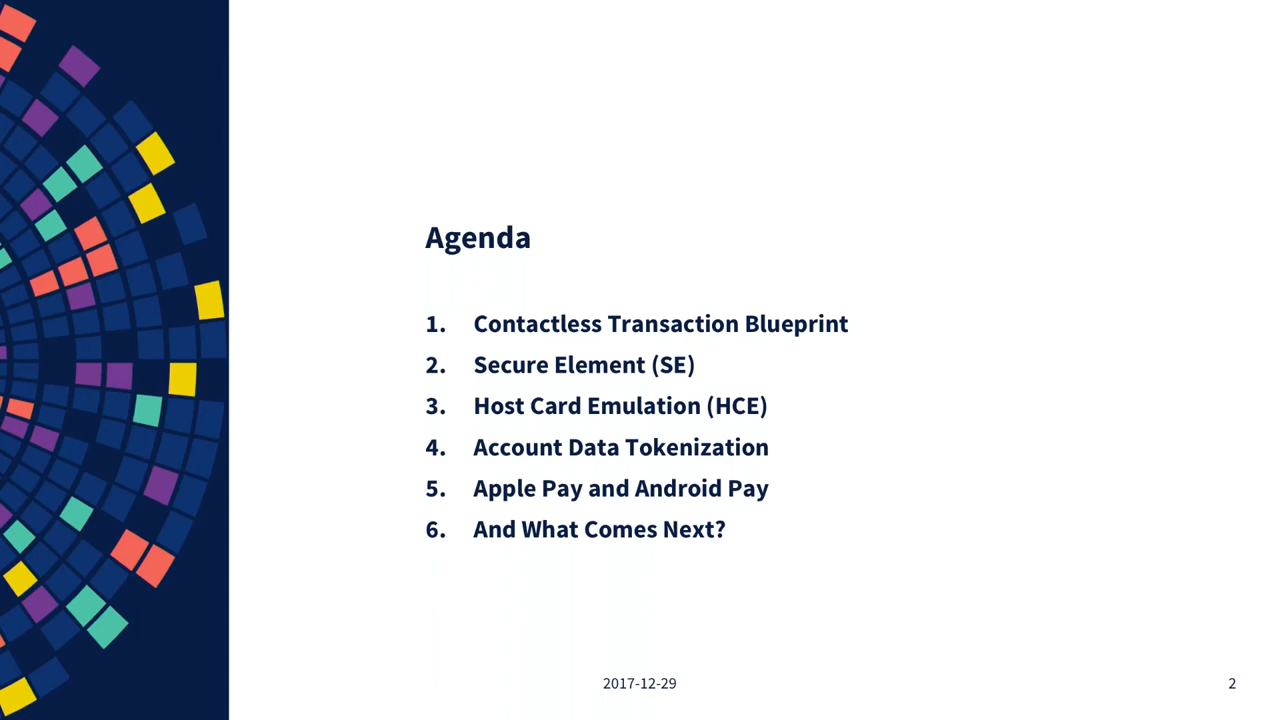 Agenda
1. Contactless Transaction Blueprint
2. Secure Element (SE)
3. Host Card Emulation (HCE)
4. Account Data Tokenization
5. Apple Pay and Android Pay
6. And What Comes Next?
2017-12-29
2